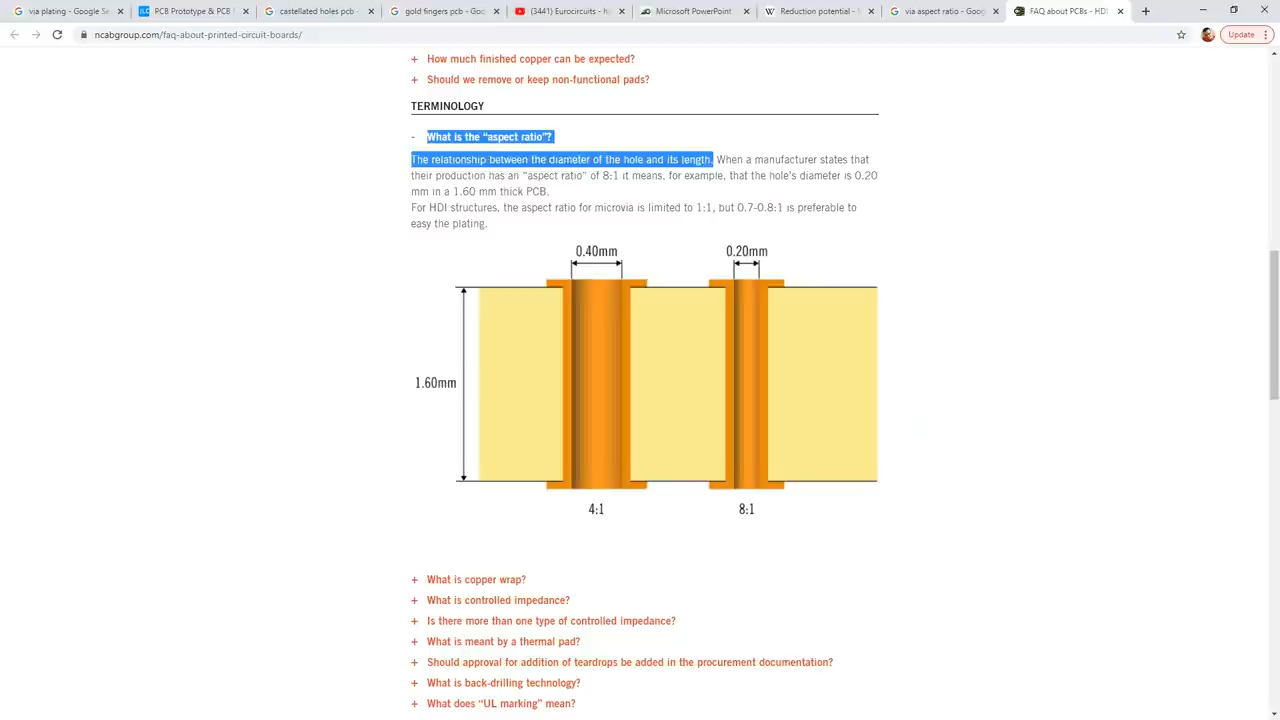 via plating - Google Se
PCB Prototype & PCB F
castellated holes pcb -
gold fingers pcb - Goo
(3441) Eurocircuits - h
Microsoft PowerPoint
Reduction potential - W
via aspect ratio - Goog
FAQ about PCBs - HDI
ncabgroup.com/faq-about-printed-circuit-boards/
Update
+ How much finished copper can be expected?
+ Should we remove or keep non-functional pads?
TERMINOLOGY
- What is the “aspect ratio”?
The relationship between the diameter of the hole and its length. When a manufacturer states that
their production has an “aspect ratio” of 8:1 it means, for example, that the hole’s diameter is 0.20
mm in a 1.60 mm thick PCB.
For HDI structures, the aspect ratio for microvia is limited to 1:1, but 0.7-0.8:1 is preferable to
easy the plating.
0.40mm 0.20mm
1.60mm
4:1 8:1
+ What is copper wrap?
+ What is controlled impedance?
+ Is there more than one type of controlled impedance?
+ What is meant by a thermal pad?
+ Should approval for addition of teardrops be added in the procurement documentation?
+ What is back-drilling technology?
+ What does “UL marking” mean?